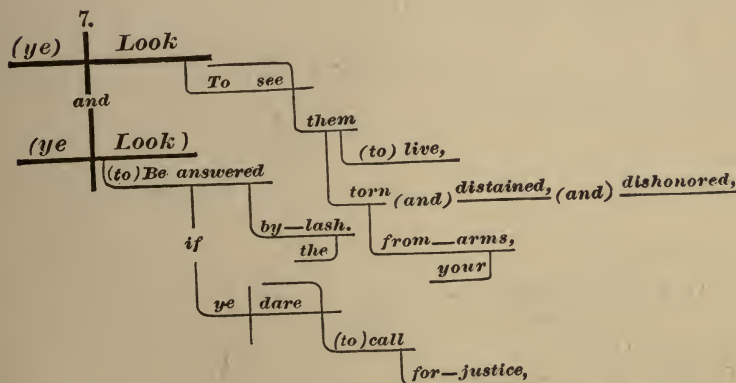 7.
(ye) Look
To see
and
them
(ye Look)
(to) live,
(to) Be answered
torn (and) distained, (and) dishonored,
by—lash.
if
the
from—arms,
your
ye dare
(to) call
for—justice,